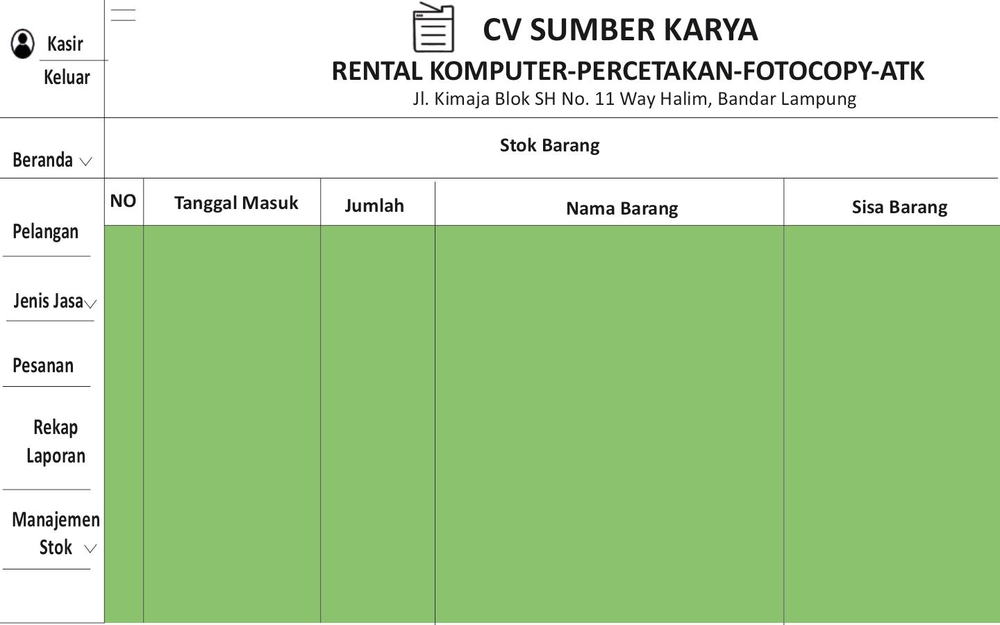 Kasir
Keluar
CV SUMBER KARYA
RENTAL KOMPUTER-PERCETAKAN-FOTOCOPY-ATK
Jl. Kimaja Blok SH No. 11 Way Halim, Bandar Lampung
Beranda
Pelangan
Jenis Jasa
Pesanan
Rekap
Laporan
Manajemen
Stok
Stok Barang
NO Tanggal Masuk Jumlah Nama Barang Sisa Barang